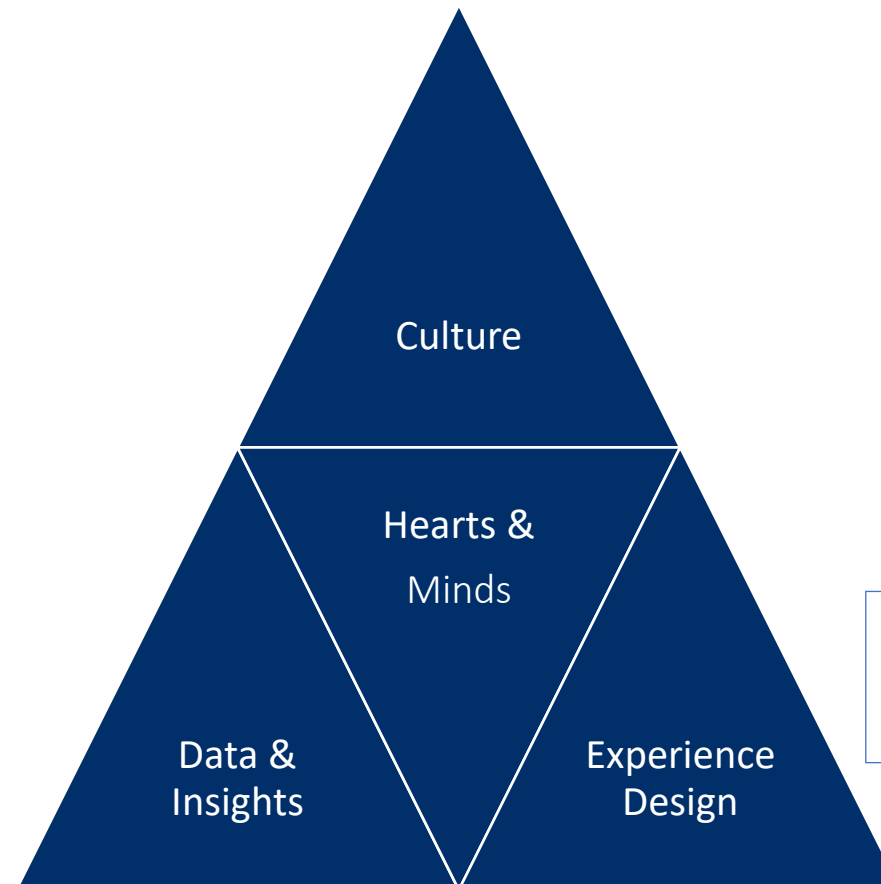 Culture
Hearts &
Minds
Data &
Insights
Experience
Design